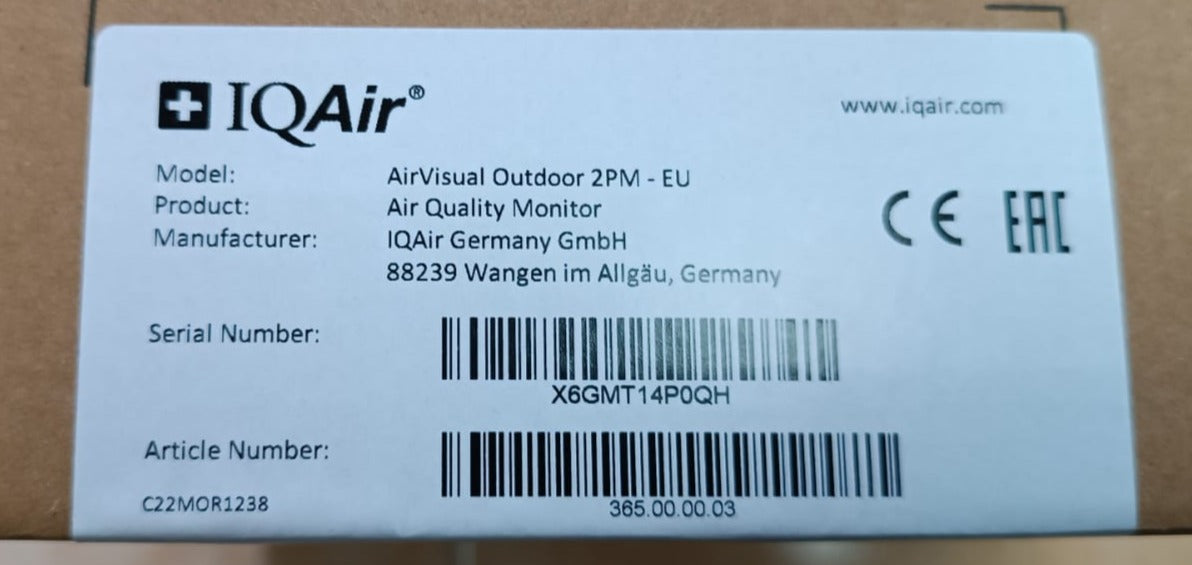 IQAir®
www.iqair.com
Model: AirVisual Outdoor 2PM - EU
Product: Air Quality Monitor
Manufacturer: IQAir Germany GmbH
88239 Wangen im Allgäu, Germany
CE EAC
Serial Number:
X6GMT14P0QH
Article Number:
365.00.00.03
C22MOR1238